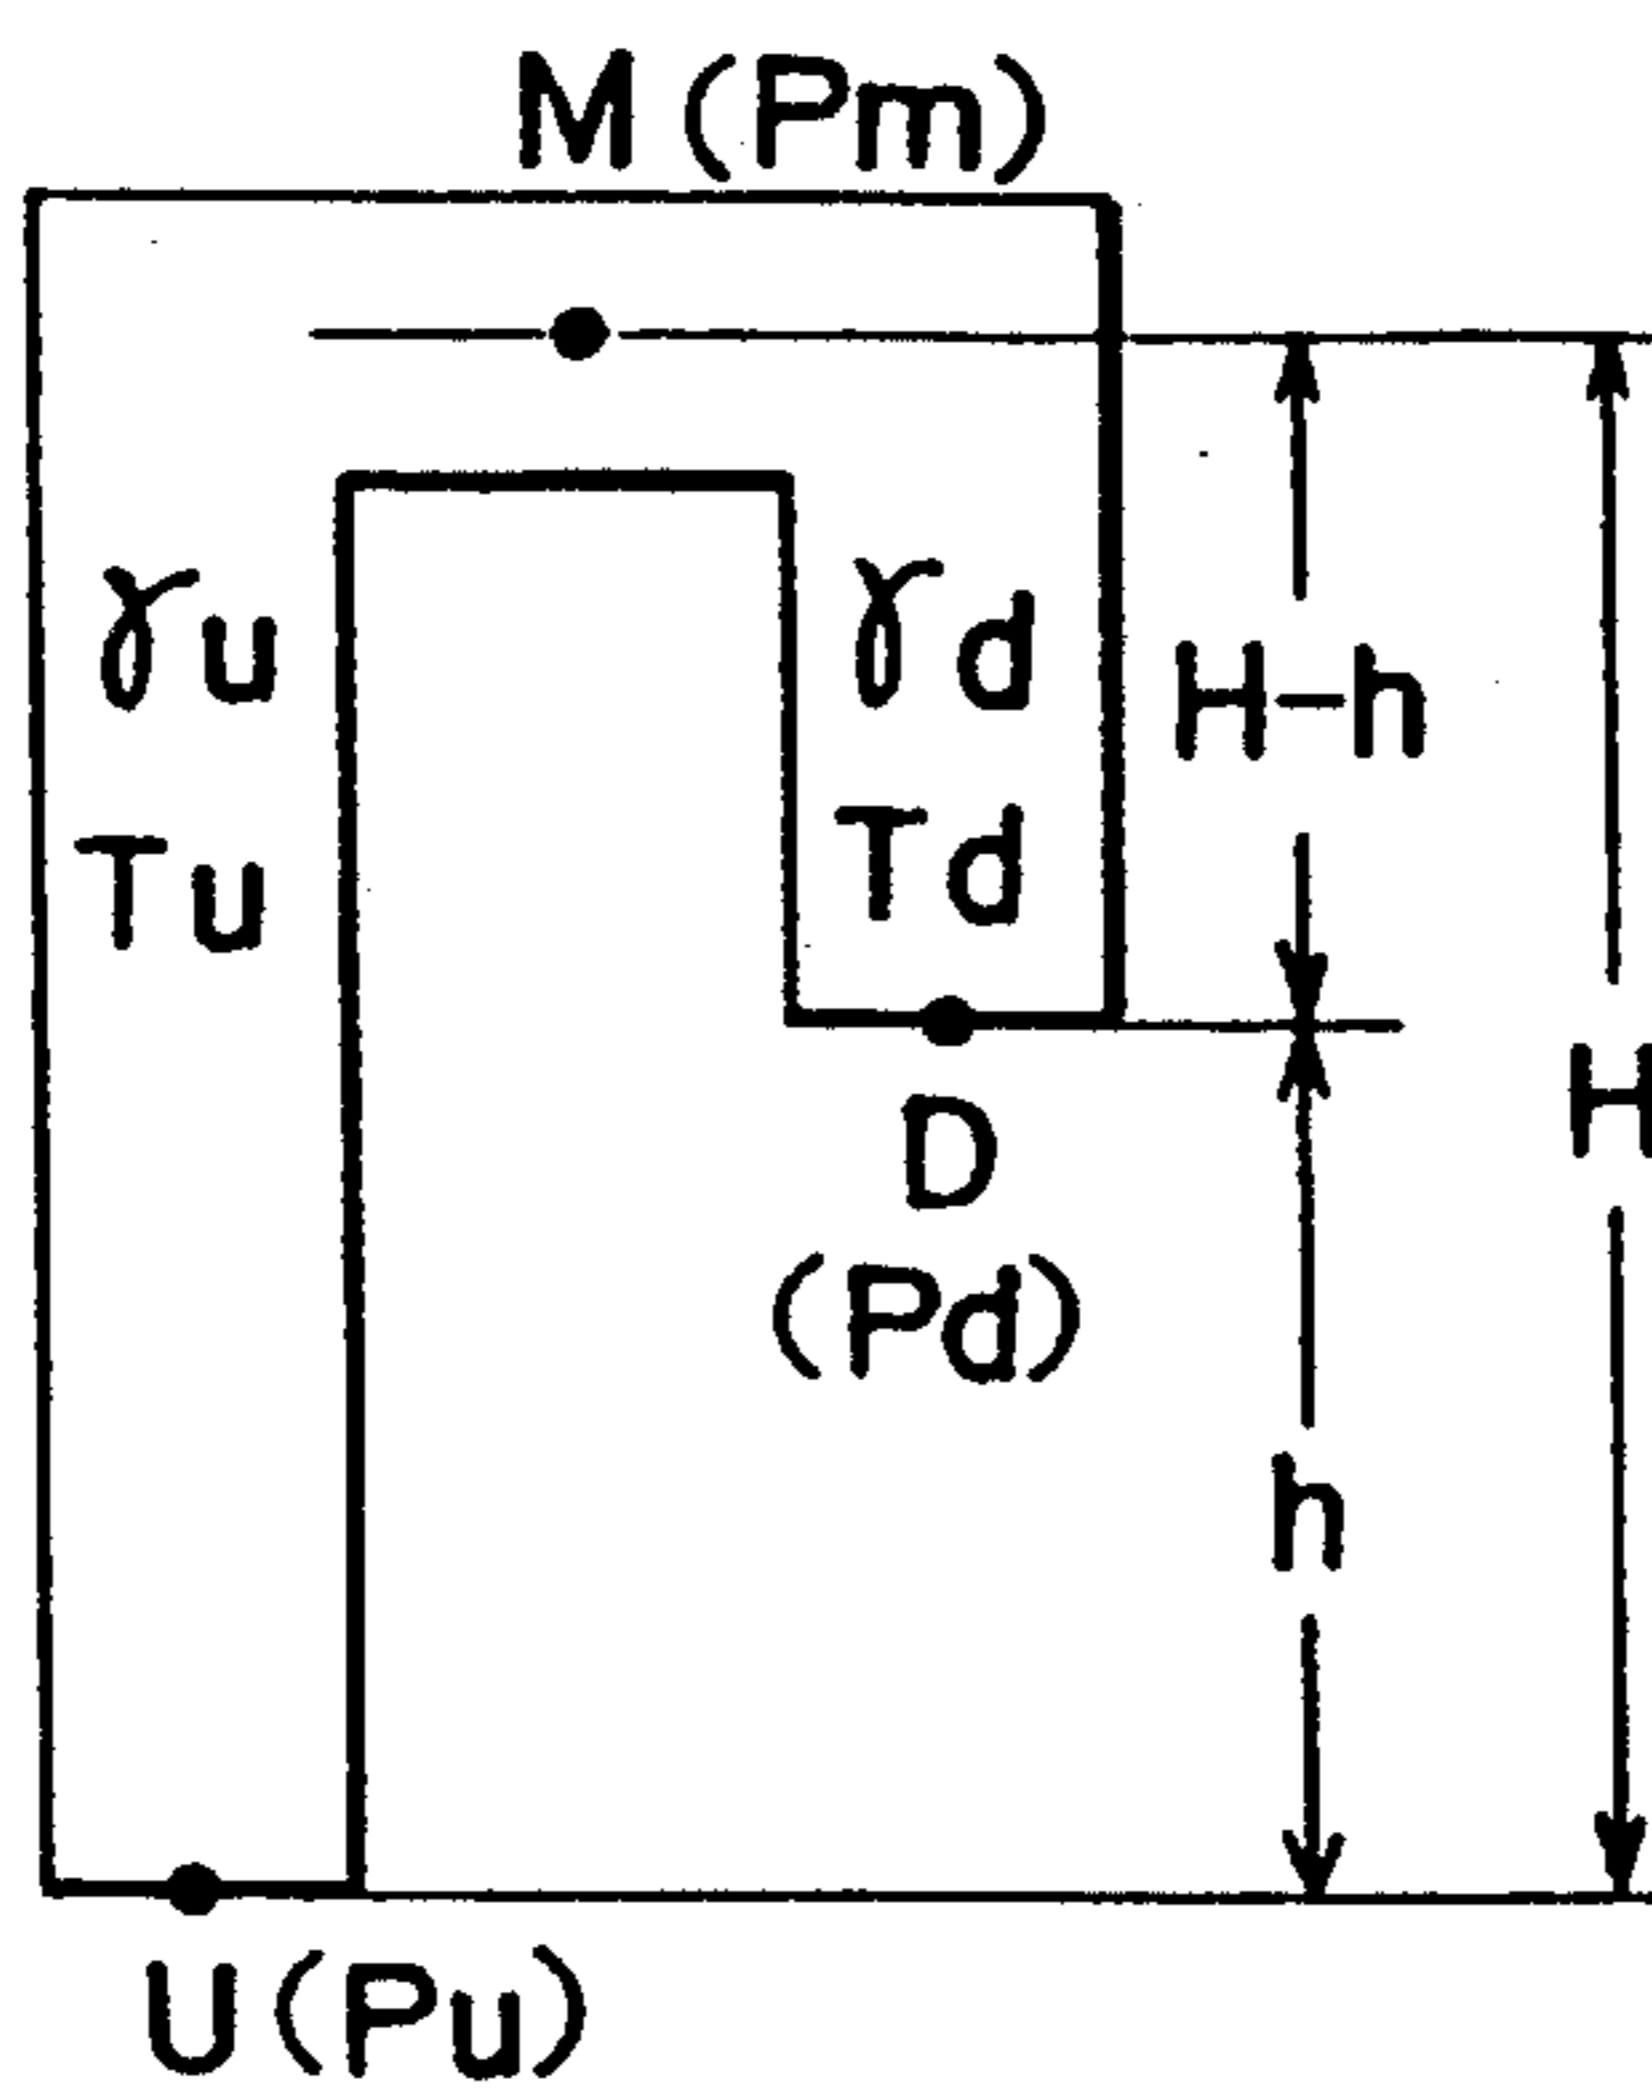 M (Pm)
γu
γd
H-h
Tu
Td
H
D
(Pd)
h
U (Pu)